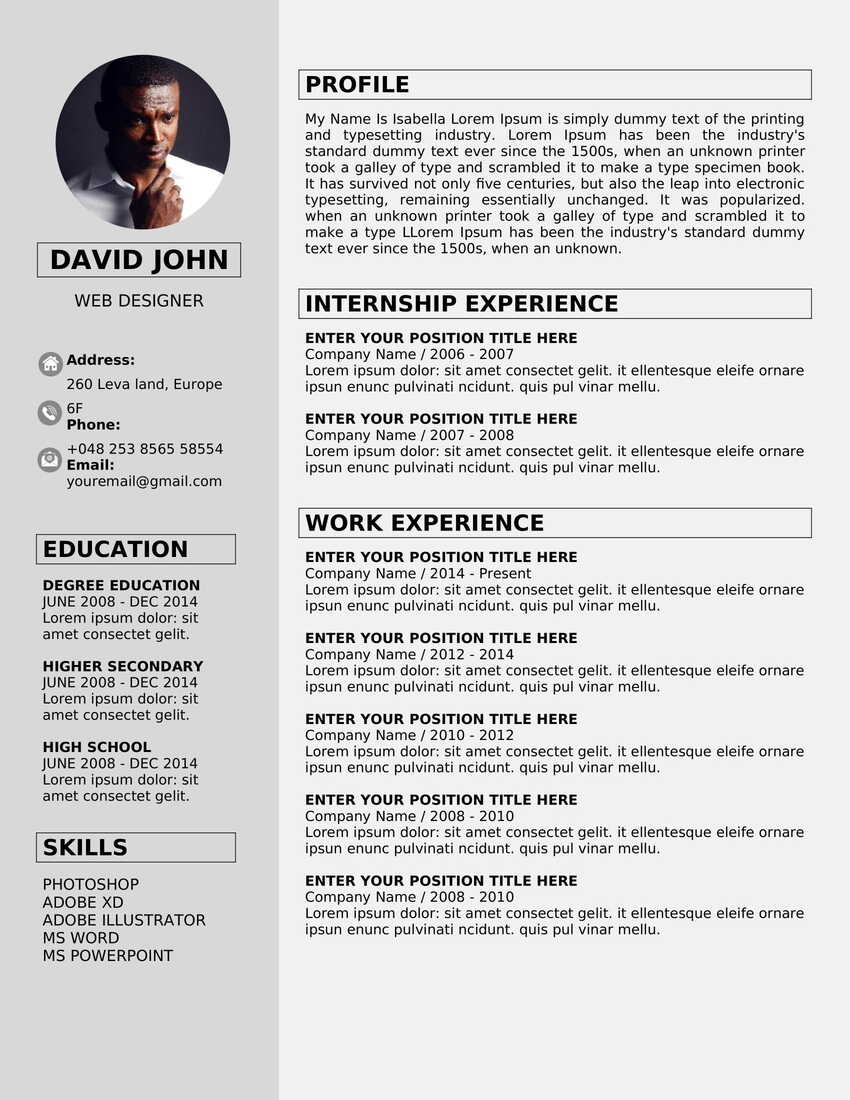 DAVID JOHN
WEB DESIGNER
Address:
260 Leva land, Europe
6F
Phone:
+048 253 8565 58554
Email:
youremail@gmail.com
EDUCATION
DEGREE EDUCATION
JUNE 2008 - DEC 2014
Lorem ipsum dolor: sit
amet consectet gelit.
HIGHER SECONDARY
JUNE 2008 - DEC 2014
Lorem ipsum dolor: sit
amet consectet gelit.
HIGH SCHOOL
JUNE 2008 - DEC 2014
Lorem ipsum dolor: sit
amet consectet gelit.
SKILLS
PHOTOSHOP
ADOBE XD
ADOBE ILLUSTRATOR
MS WORD
MS POWERPOINT
PROFILE
My Name Is Isabella Lorem Ipsum is simply dummy text of the printing
and typesetting industry. Lorem Ipsum has been the industry's
standard dummy text ever since the 1500s, when an unknown printer
took a galley of type and scrambled it to make a type specimen book.
It has survived not only five centuries, but also the leap into electronic
typesetting, remaining essentially unchanged. It was popularized.
when an unknown printer took a galley of type and scrambled it to
make a type LLorem Ipsum has been the industry's standard dummy
text ever since the 1500s, when an unknown.
INTERNSHIP EXPERIENCE
ENTER YOUR POSITION TITLE HERE
Company Name / 2006 - 2007
Lorem ipsum dolor: sit amet consectet gelit. it ellentesque eleife ornare
ipsun enunc pulvinati ncidunt. quis pul vinar mellu.
ENTER YOUR POSITION TITLE HERE
Company Name / 2007 - 2008
Lorem ipsum dolor: sit amet consectet gelit. it ellentesque eleife ornare
ipsun enunc pulvinati ncidunt. quis pul vinar mellu.
WORK EXPERIENCE
ENTER YOUR POSITION TITLE HERE
Company Name / 2014 - Present
Lorem ipsum dolor: sit amet consectet gelit. it ellentesque eleife ornare
ipsun enunc pulvinati ncidunt. quis pul vinar mellu.
ENTER YOUR POSITION TITLE HERE
Company Name / 2012 - 2014
Lorem ipsum dolor: sit amet consectet gelit. it ellentesque eleife ornare
ipsun enunc pulvinati ncidunt. quis pul vinar mellu.
ENTER YOUR POSITION TITLE HERE
Company Name / 2010 - 2012
Lorem ipsum dolor: sit amet consectet gelit. it ellentesque eleife ornare
ipsun enunc pulvinati ncidunt. quis pul vinar mellu.
ENTER YOUR POSITION TITLE HERE
Company Name / 2008 - 2010
Lorem ipsum dolor: sit amet consectet gelit. it ellentesque eleife ornare
ipsun enunc pulvinati ncidunt. quis pul vinar mellu.
ENTER YOUR POSITION TITLE HERE
Company Name / 2008 - 2010
Lorem ipsum dolor: sit amet consectet gelit. it ellentesque eleife ornare
ipsun enunc pulvinati ncidunt. quis pul vinar mellu.